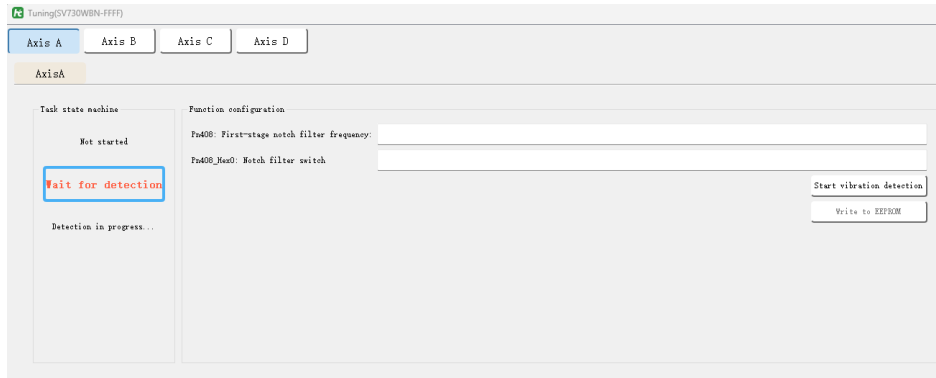 Tuning(SV730WBN-FFFF)
Axis A
Axis B
Axis C
Axis D
AxisA
Task state machine
Not started
Wait for detection
Detection in progress...
Function configuration
Pn408: First-stage notch filter frequency:
Pn408_Hex0: Notch filter switch
Start vibration detection
Write to EEPROM